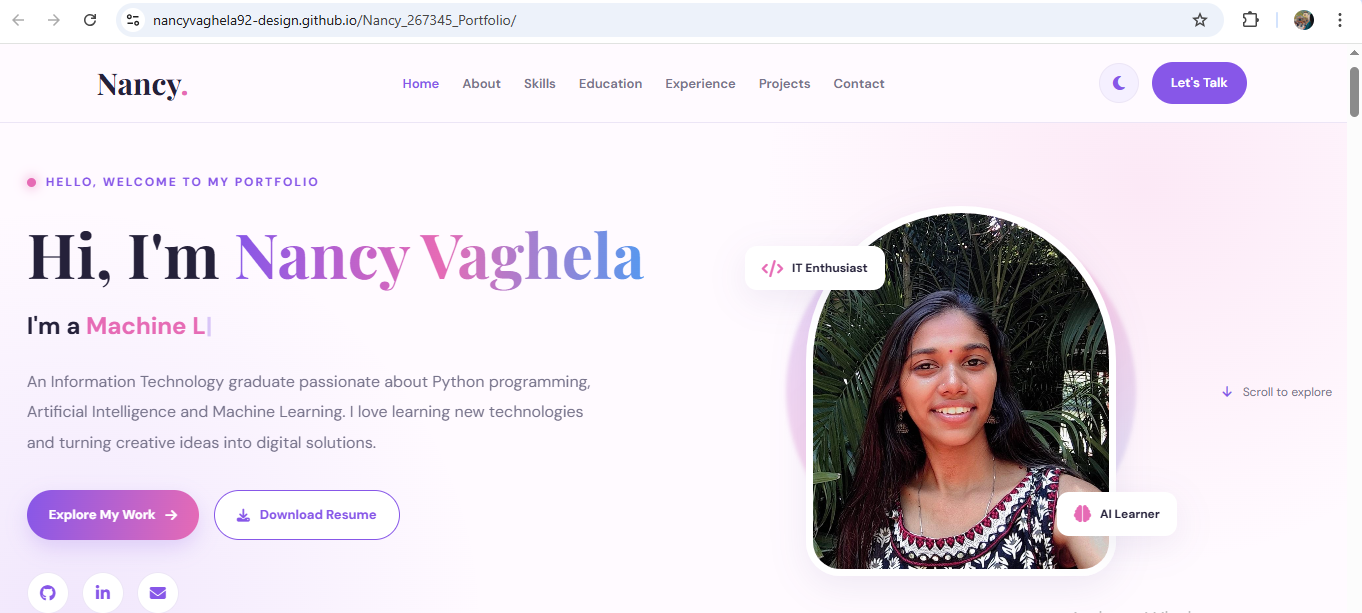 nancyvaghela92-design.github.io/Nancy_267345_Portfolio/
Nancy.
Home About Skills Education Experience Projects Contact
Let's Talk
HELLO, WELCOME TO MY PORTFOLIO
Hi, I'm Nancy Vaghela
I'm a Machine L|
An Information Technology graduate passionate about Python programming,
Artificial Intelligence and Machine Learning. I love learning new technologies
and turning creative ideas into digital solutions.
Explore My Work →
Download Resume
in
</> IT Enthusiast
↓ Scroll to explore
AI Learner